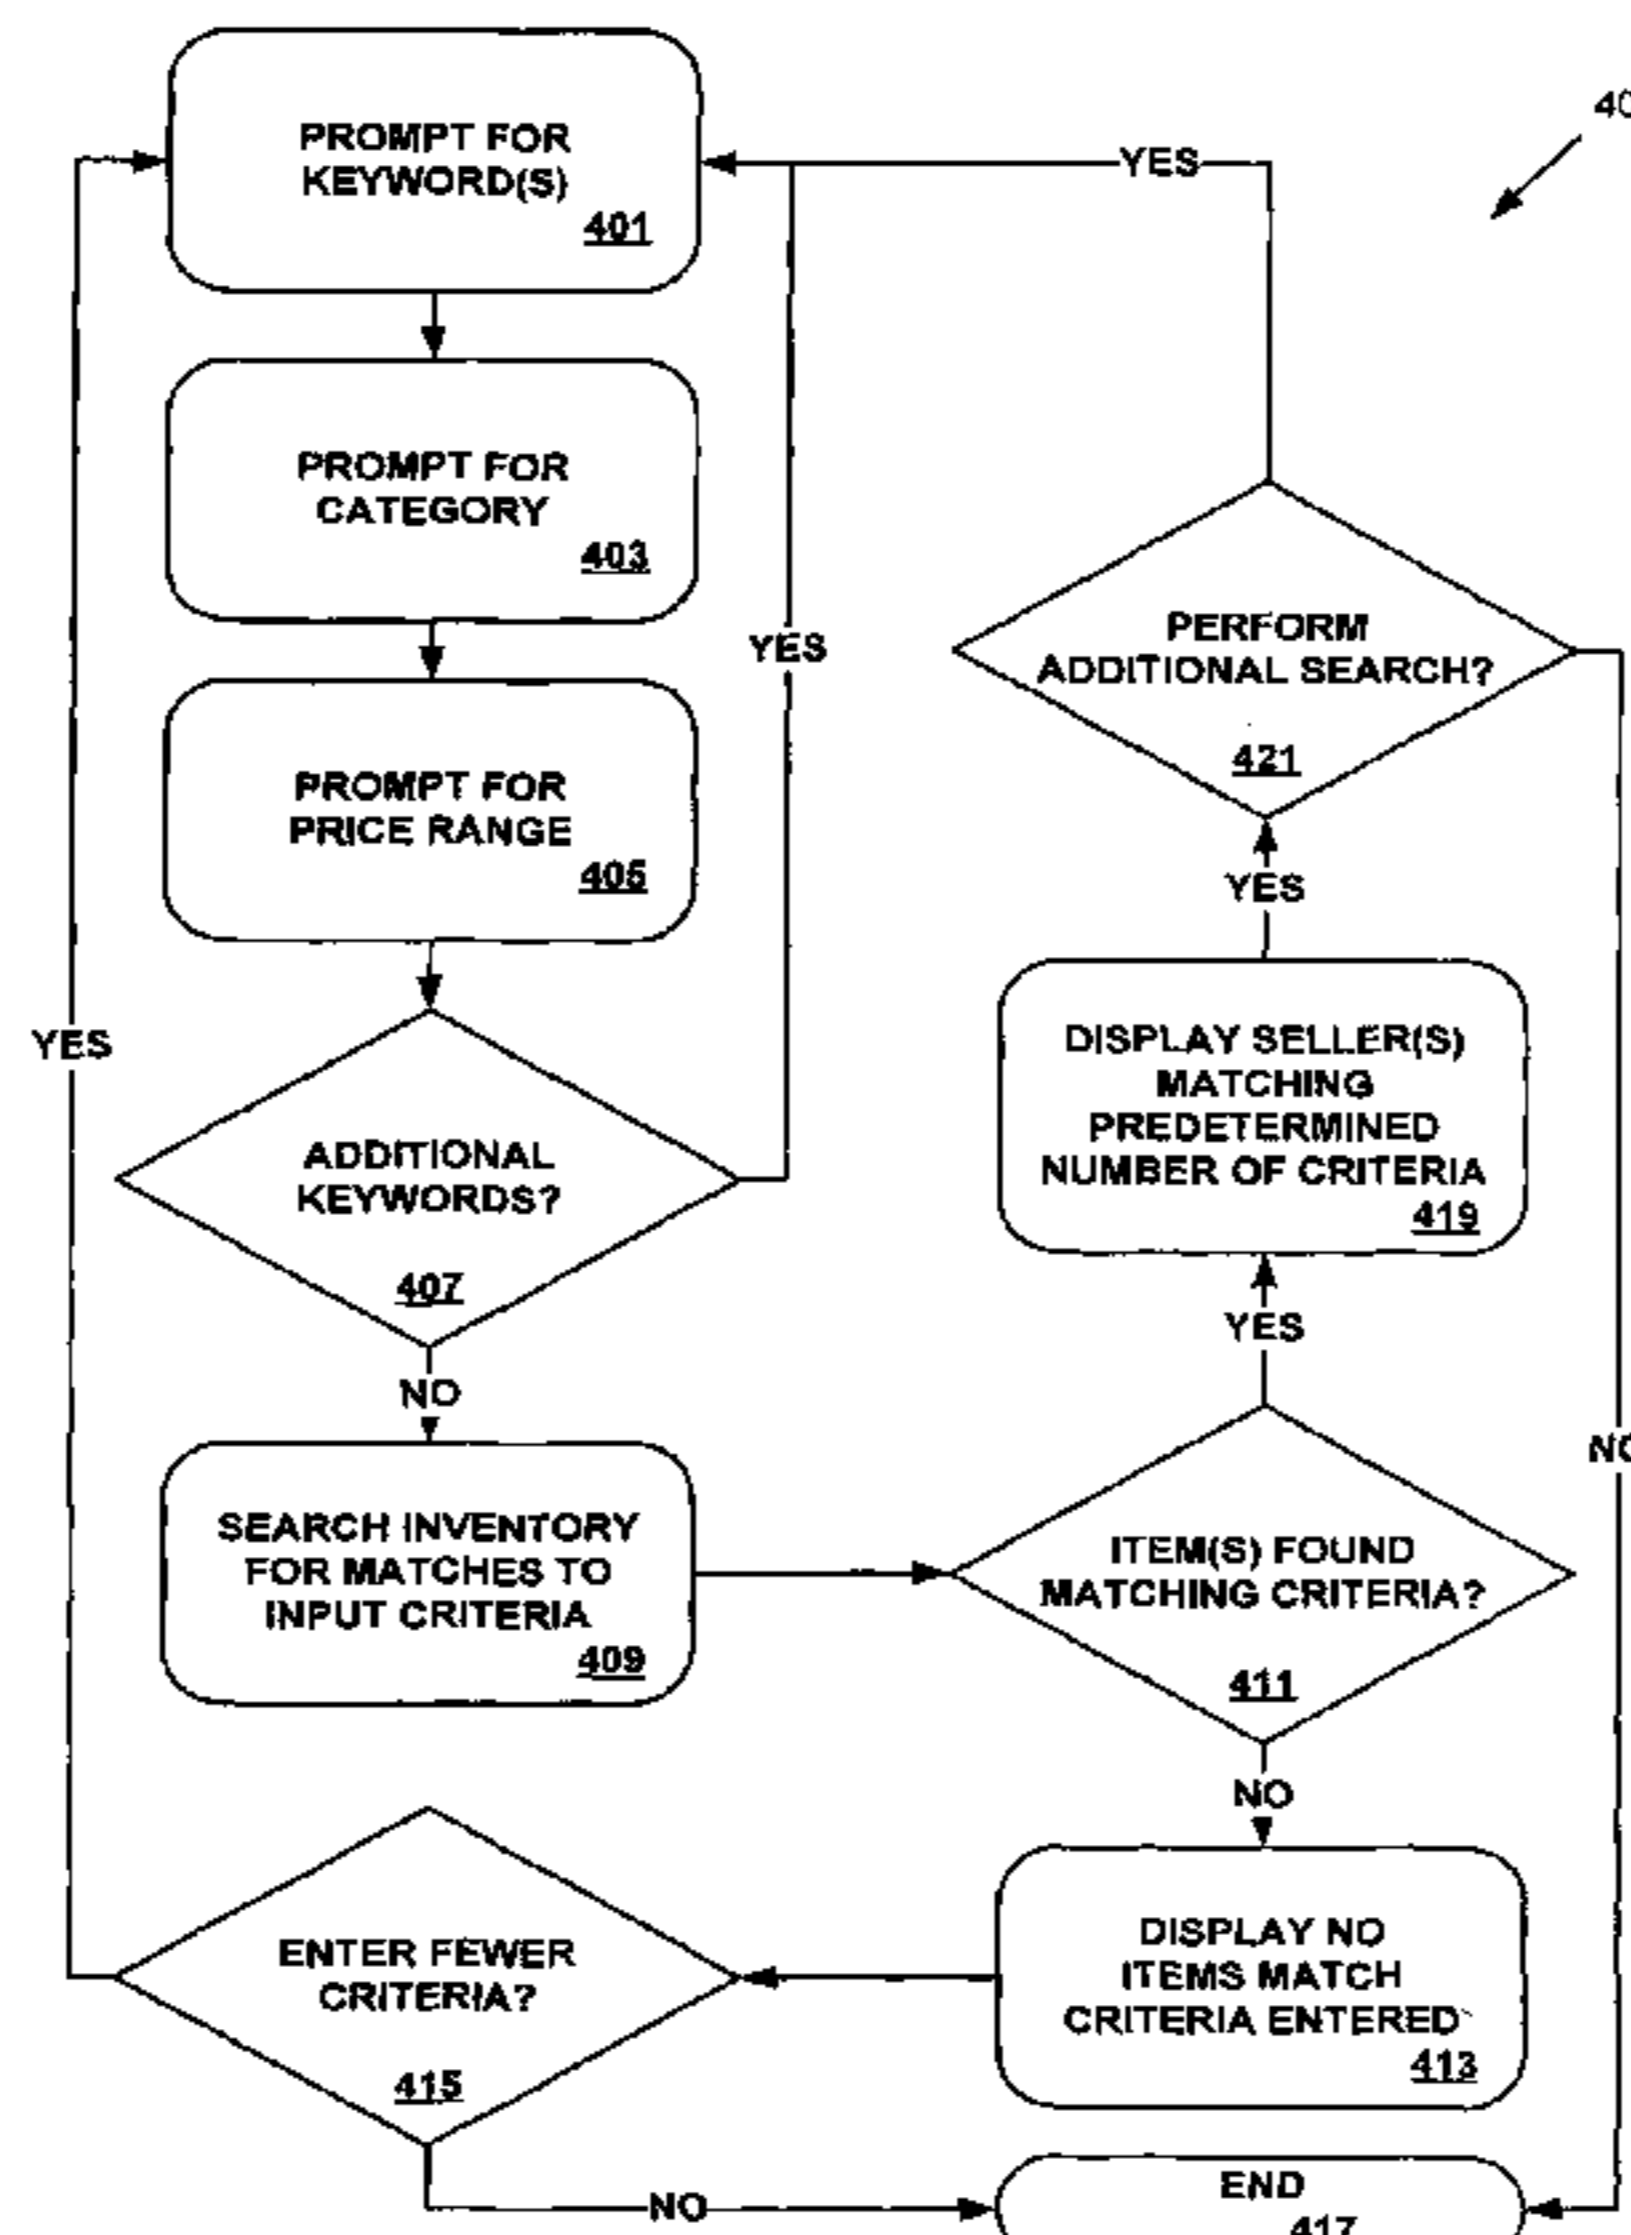 PROMPT FOR
KEYWORD(S)
401
PROMPT FOR
CATEGORY
403
PROMPT FOR
PRICE RANGE
405
YES
YES
ADDITIONAL
KEYWORDS?
407
NO
SEARCH INVENTORY
FOR MATCHES TO
INPUT CRITERIA
409
ENTER FEWER
CRITERIA?
415
NO
YES
PERFORM
ADDITIONAL SEARCH?
421
YES
DISPLAY SELLER(S)
MATCHING
PREDETERMINED
NUMBER OF CRITERIA
419
YES
ITEM(S) FOUND
MATCHING CRITERIA?
411
NO
DISPLAY NO
ITEMS MATCH
CRITERIA ENTERED
413
NO
END
417